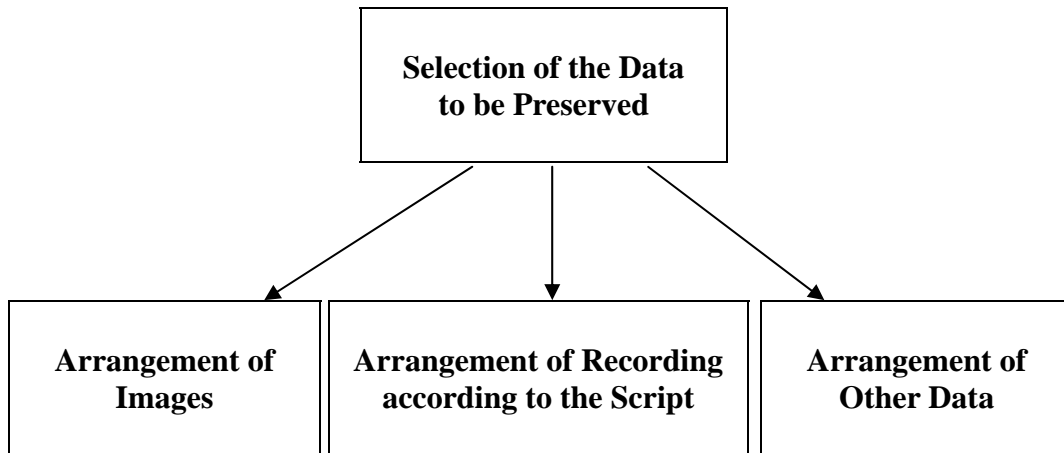 Selection of the Data
to be Preserved
Arrangement of
Images
Arrangement of Recording
according to the Script
Arrangement of
Other Data